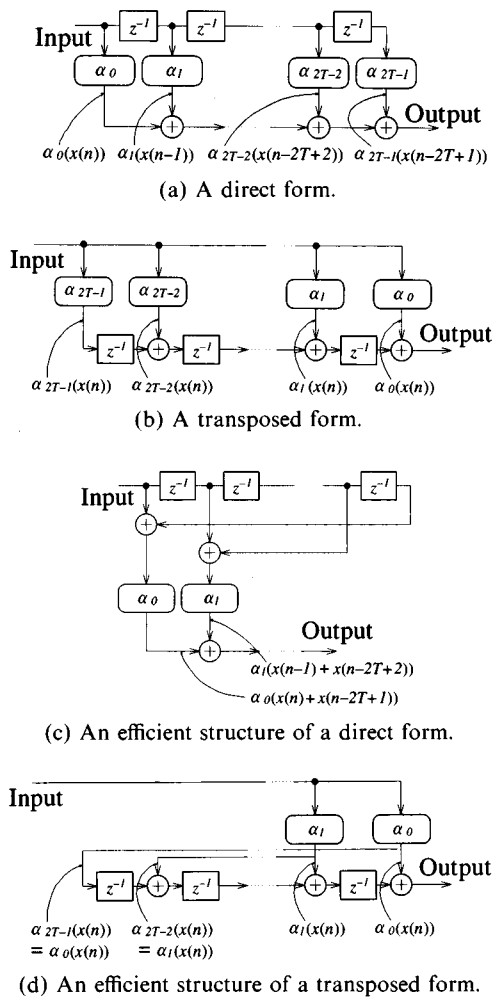 Input z⁻¹ z⁻¹ z⁻¹
α₀ α₁ α₂T₋₂ α₂T₋₁
+ + + Output
α₀(x(n)) α₁(x(n−1)) α₂T₋₂(x(n−2T+2)) α₂T₋₁(x(n−2T+1))
(a) A direct form.
Input
α₂T₋₁ α₂T₋₂ α₁ α₀
z⁻¹ + z⁻¹ + z⁻¹ + Output
α₂T₋₁(x(n)) α₂T₋₂(x(n)) α₁(x(n)) α₀(x(n))
(b) A transposed form.
Input z⁻¹ z⁻¹ z⁻¹
+
+
α₀ α₁
+ Output
α₁(x(n−1) + x(n−2T+2))
α₀(x(n) + x(n−2T+1))
(c) An efficient structure of a direct form.
Input
α₁ α₀
z⁻¹ + z⁻¹ + z⁻¹ + Output
α₂T₋₁(x(n)) α₂T₋₂(x(n)) α₁(x(n)) α₀(x(n))
= α₀(x(n)) = α₁(x(n))
(d) An efficient structure of a transposed form.